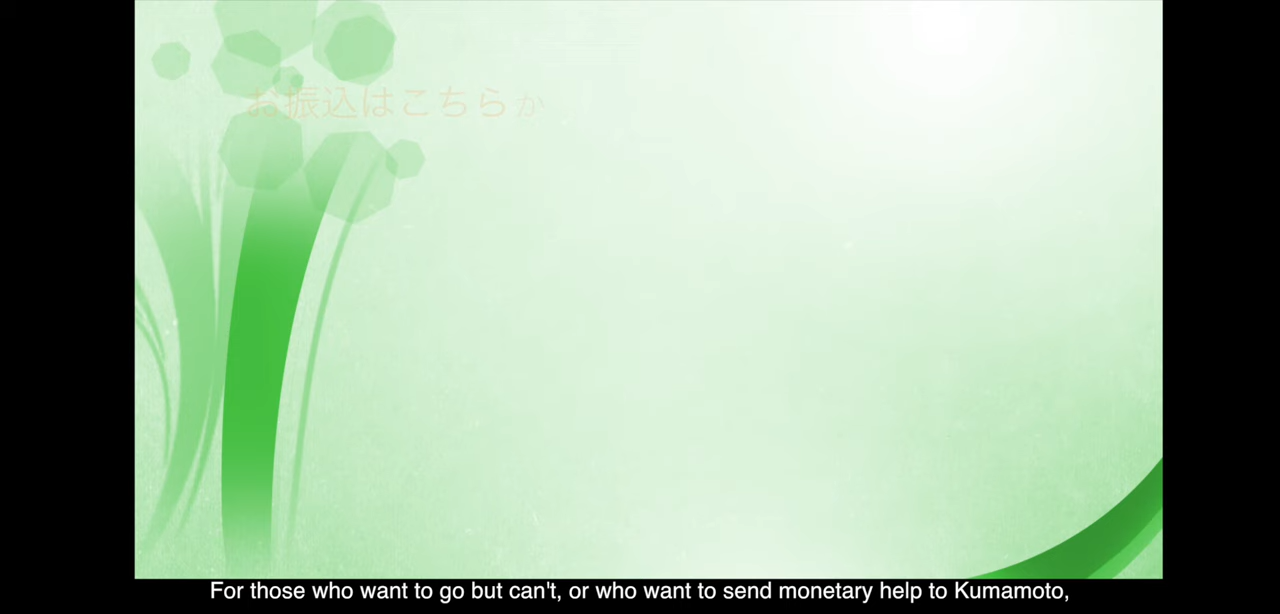 お振込はこちらか
For those who want to go but can't, or who want to send monetary help to Kumamoto,